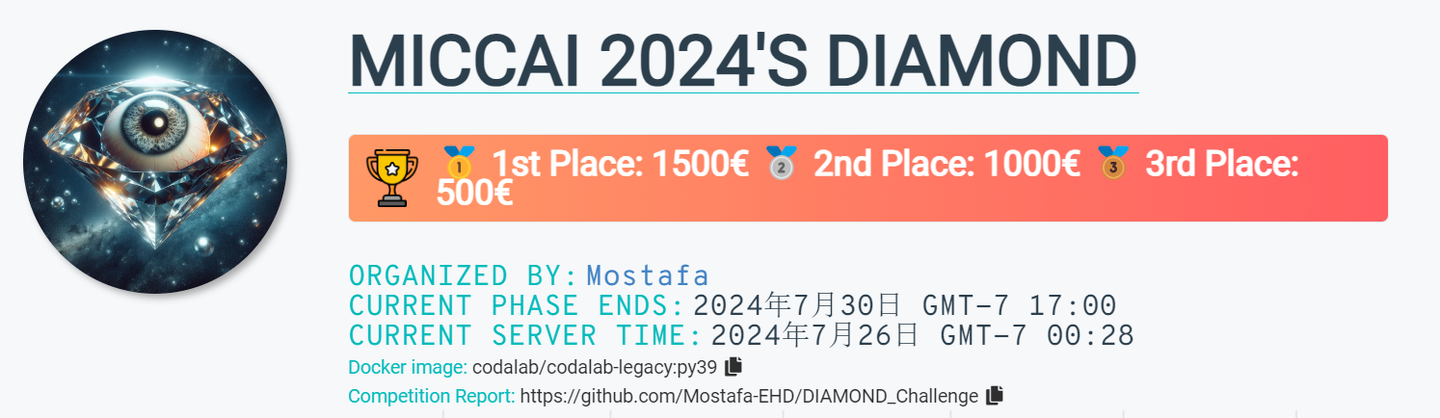 MICCAI 2024'S DIAMOND
1 1st Place: 1500€ 2 2nd Place: 1000€ 3 3rd Place:
500€
ORGANIZED BY: Mostafa
CURRENT PHASE ENDS: 2024年7月30日 GMT-7 17:00
CURRENT SERVER TIME: 2024年7月26日 GMT-7 00:28
Docker image: codalab/codalab-legacy:py39
Competition Report: https://github.com/Mostafa-EHD/DIAMOND_Challenge